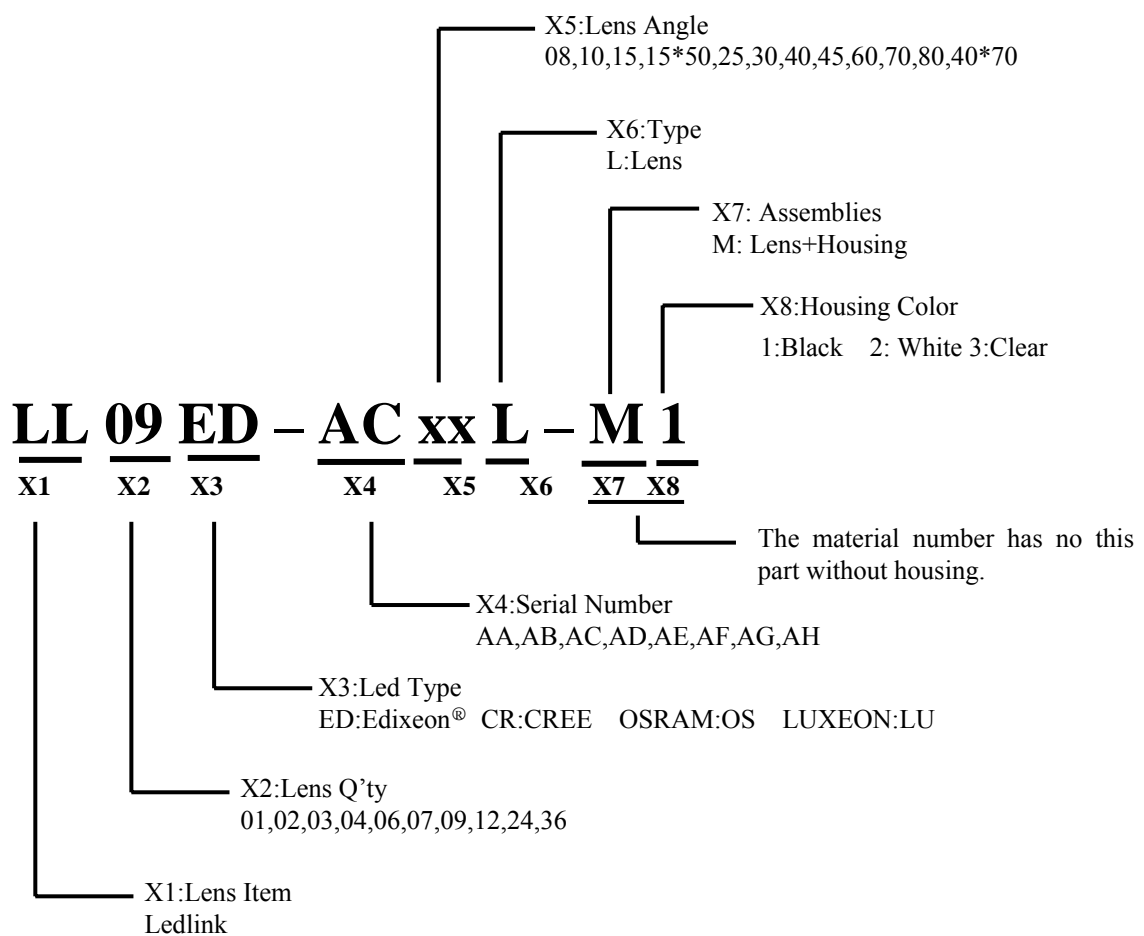 X5:Lens Angle
08,10,15,15*50,25,30,40,45,60,70,80,40*70
X6:Type
L:Lens
X7: Assemblies
M: Lens+Housing
X8:Housing Color
1:Black 2: White 3:Clear
LL 09 ED – AC xx L – M 1
X1 X2 X3 X4 X5 X6 X7 X8
The material number has no this
part without housing.
X4:Serial Number
AA,AB,AC,AD,AE,AF,AG,AH
X3:Led Type
ED:Edixeon® CR:CREE OSRAM:OS LUXEON:LU
X2:Lens Q’ty
01,02,03,04,06,07,09,12,24,36
X1:Lens Item
Ledlink